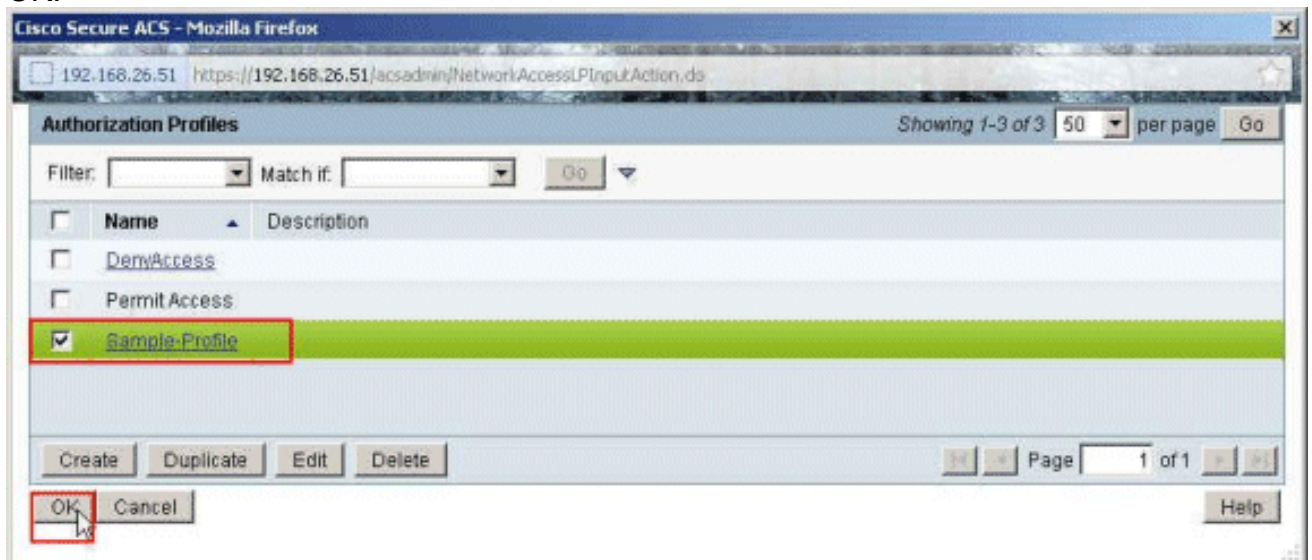 Cisco Secure ACS - Mozilla Firefox
192.168.26.51 https://192.168.26.51/acsadmin/NetworkAccessLPInputAction.do
Authorization Profiles Showing 1-3 of 3 50 per page Go
Filter: Match if: Go
Name Description
DenyAccess
Permit Access
Sample-Profile
Create Duplicate Edit Delete Page 1 of 1
OK Cancel Help